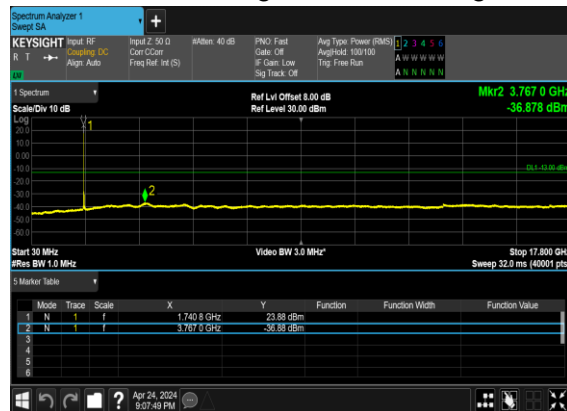 Spectrum Analyzer 1
Swept SA
KEYSIGHT Input: RF Input Z: 50 Ω #Atten: 40 dB PNO: Fast Avg Type: Power (RMS) 1 2 3 4 5 6
R T Coupling: DC Corr CCorr Gate: Off Avg|Hold: 100/100 A W W W W W
Align: Auto Freq Ref: Int (S) IF Gain: Low Trig: Free Run
Sig Track: Off A N N N N N
LW
1 Spectrum Ref Lvl Offset 8.00 dB Mkr2 3.767 0 GHz
Scale/Div 10 dB Ref Level 30.00 dBm -36.878 dBm
Log
1
20.0
10.0
0.00
-10.0
DL1 -13.00 dBm
-20.0
-30.0
2
-40.0
-50.0
-60.0
Start 30 MHz Video BW 3.0 MHz* Stop 17.800 GHz
#Res BW 1.0 MHz Sweep 32.0 ms (40001 pts)
5 Marker Table
Mode Trace Scale X Y Function Function Width Function Value
1 N 1 f 1.740 8 GHz 23.88 dBm
2 N 1 f 3.767 0 GHz -36.88 dBm
3
4
5
6
? Apr 24, 2024
9:07:49 PM